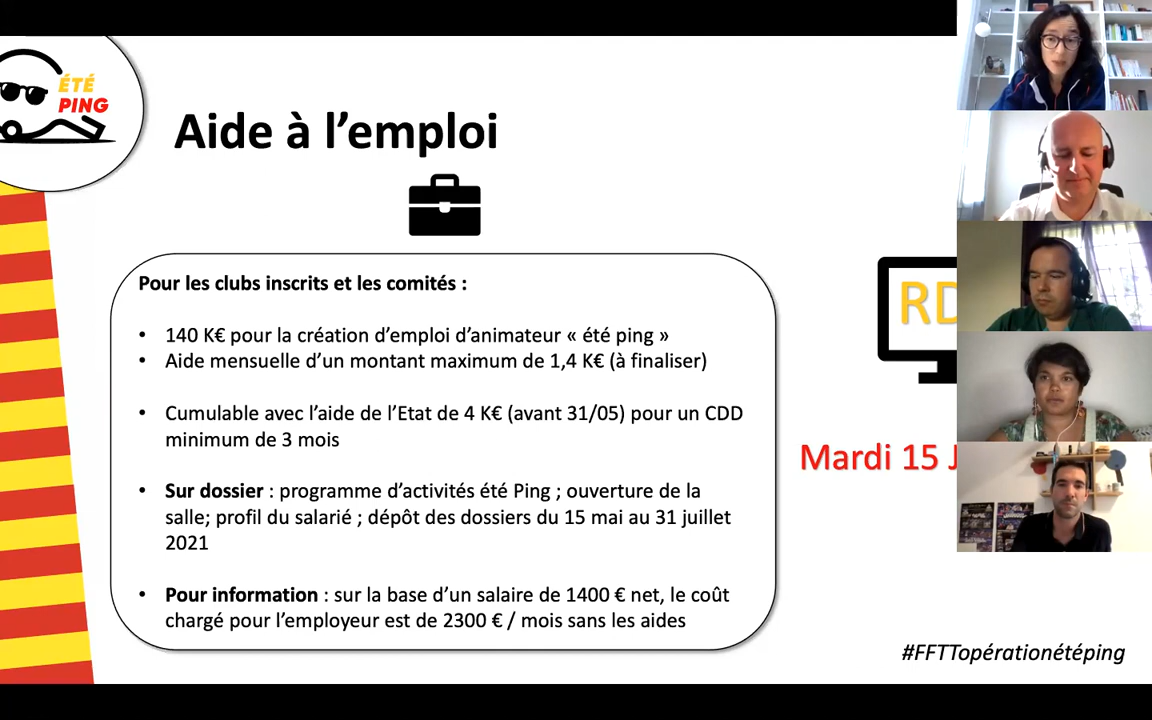 ÉTÉ
PING
Aide à l’emploi
Pour les clubs inscrits et les comités :
• 140 K€ pour la création d’emploi d’animateur « été ping »
• Aide mensuelle d’un montant maximum de 1,4 K€ (à finaliser)
• Cumulable avec l’aide de l’Etat de 4 K€ (avant 31/05) pour un CDD
minimum de 3 mois
• Sur dossier : programme d’activités été Ping ; ouverture de la
salle; profil du salarié ; dépôt des dossiers du 15 mai au 31 juillet
2021
• Pour information : sur la base d’un salaire de 1400 € net, le coût
chargé pour l’employeur est de 2300 € / mois sans les aides
Mardi 15
#FFTTopérationétéping